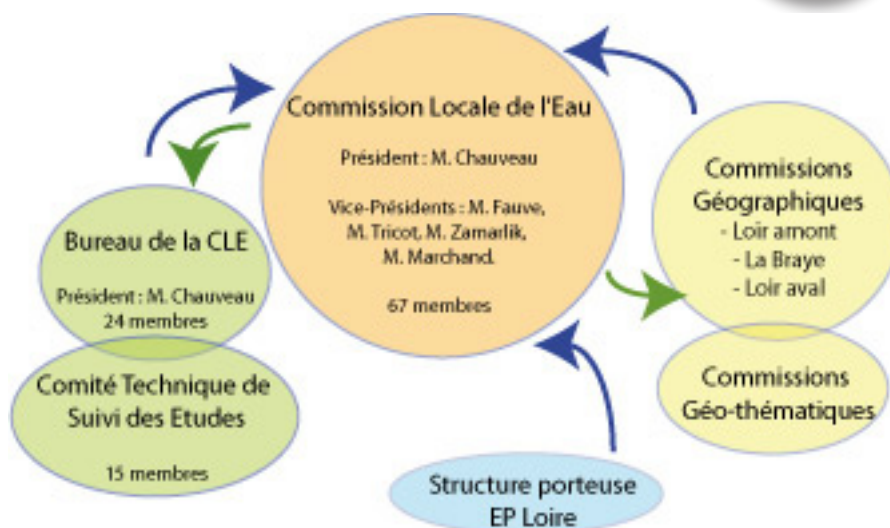 Commission Locale de l'Eau
Président : M. Chauveau
Vice-Présidents : M. Fauve,
M. Tricot, M. Zamarlik,
M. Marchand.
67 membres
Bureau de la CLE
Président : M. Chauveau
24 membres
Comité Technique de
Suivi des Etudes
15 membres
Commissions
Géographiques
- Loir amont
- La Braye
- Loir aval
Commissions
Géo-thématiques
Structure porteuse
EP Loire